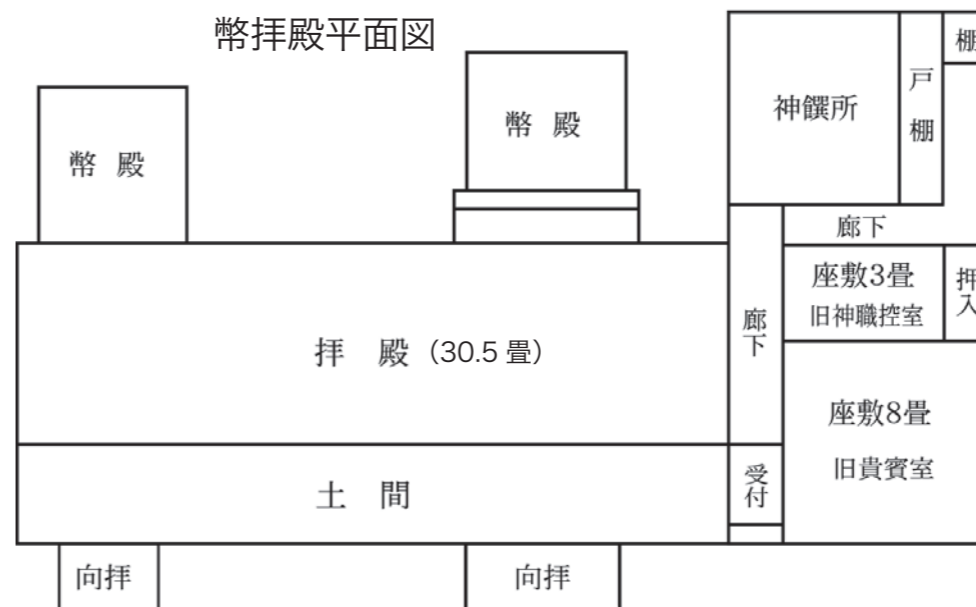 幣拝殿平面図
幣 殿
幣 殿
神饌所
戸棚
棚
廊下
座敷3畳
旧神職控室
押入
廊下
拝 殿（30.5 畳）
座敷8畳
旧貴賓室
土 間
受付
向拝
向拝